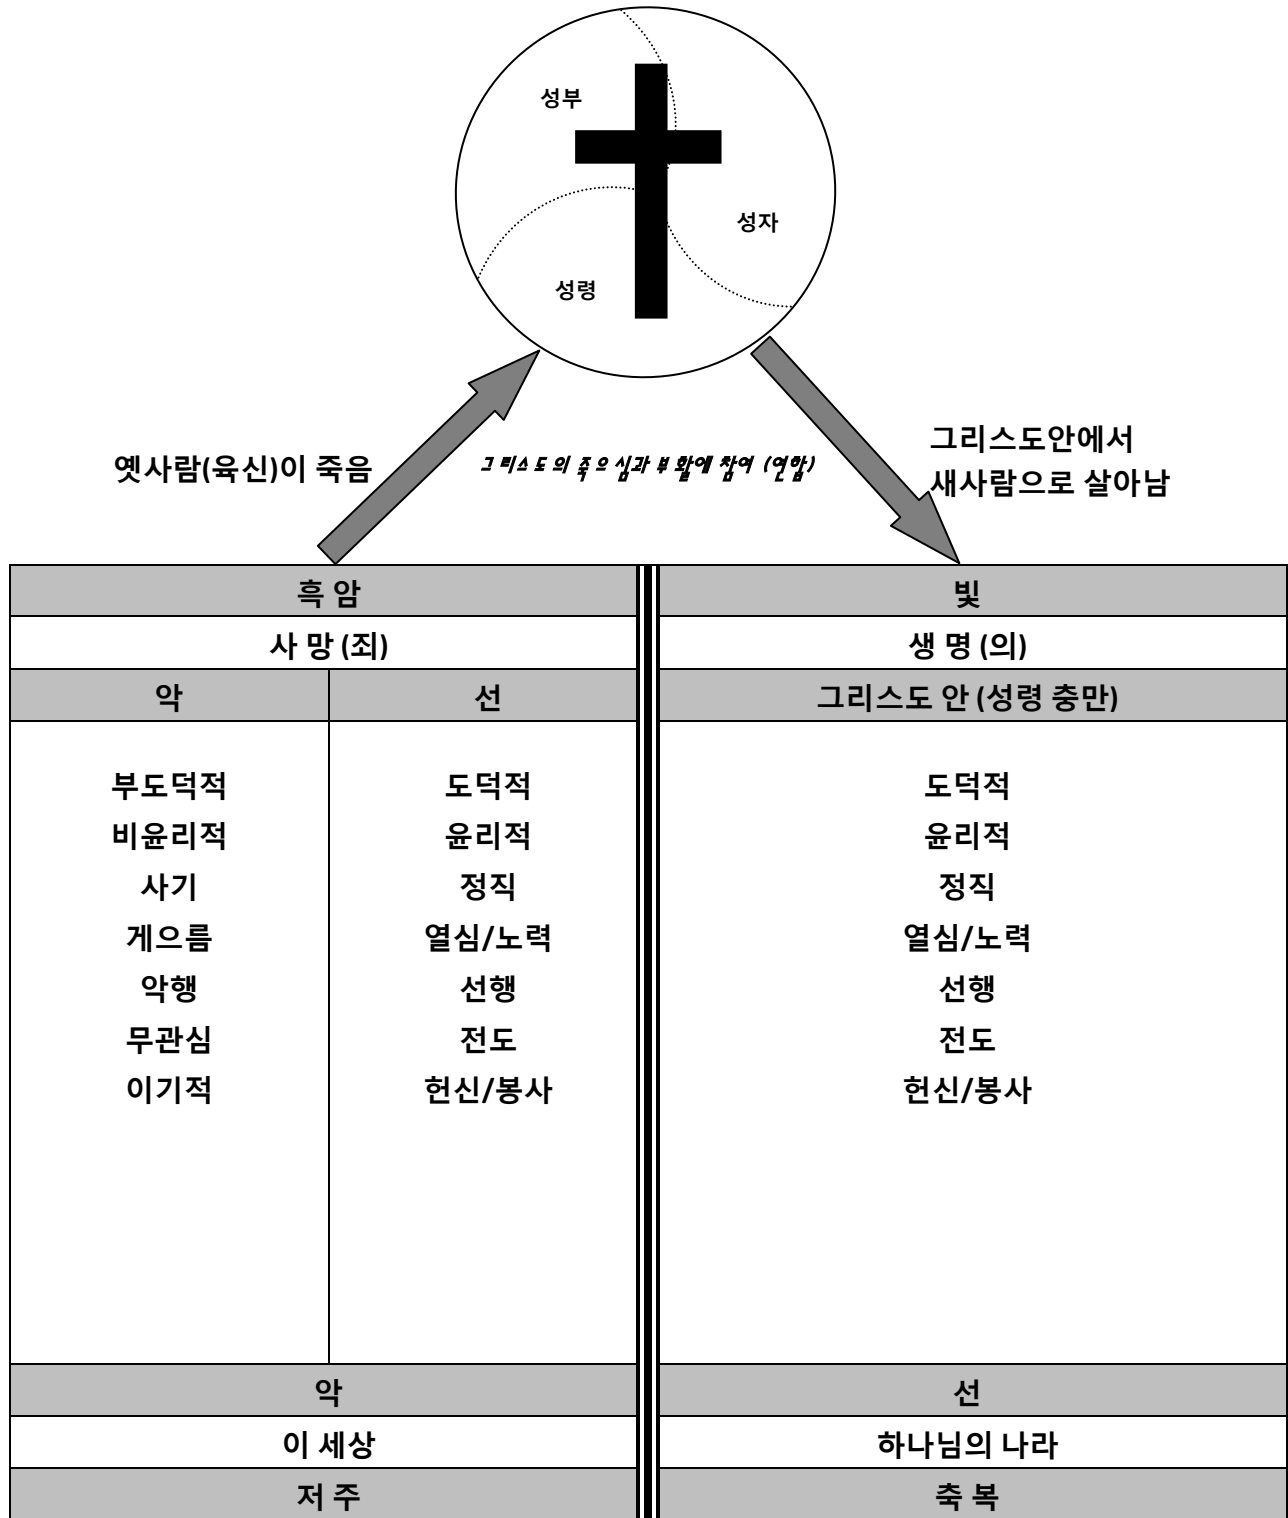 성부
성자
성령
그리스도안에서
새사람으로 살아남
옛사람(육신)이 죽음
그리스도의 죽으심과 부활에 참여 (연합)
흑 암
빛
사 망 (죄)
생 명 (의)
악
선
그리스도 안 (성령 충만)
부도덕적
도덕적
도덕적
비윤리적
윤리적
윤리적
사기
정직
정직
게으름
열심/노력
열심/노력
악행
선행
선행
무관심
전도
전도
이기적
헌신/봉사
헌신/봉사
악
선
이 세상
하나님의 나라
저 주
축 복